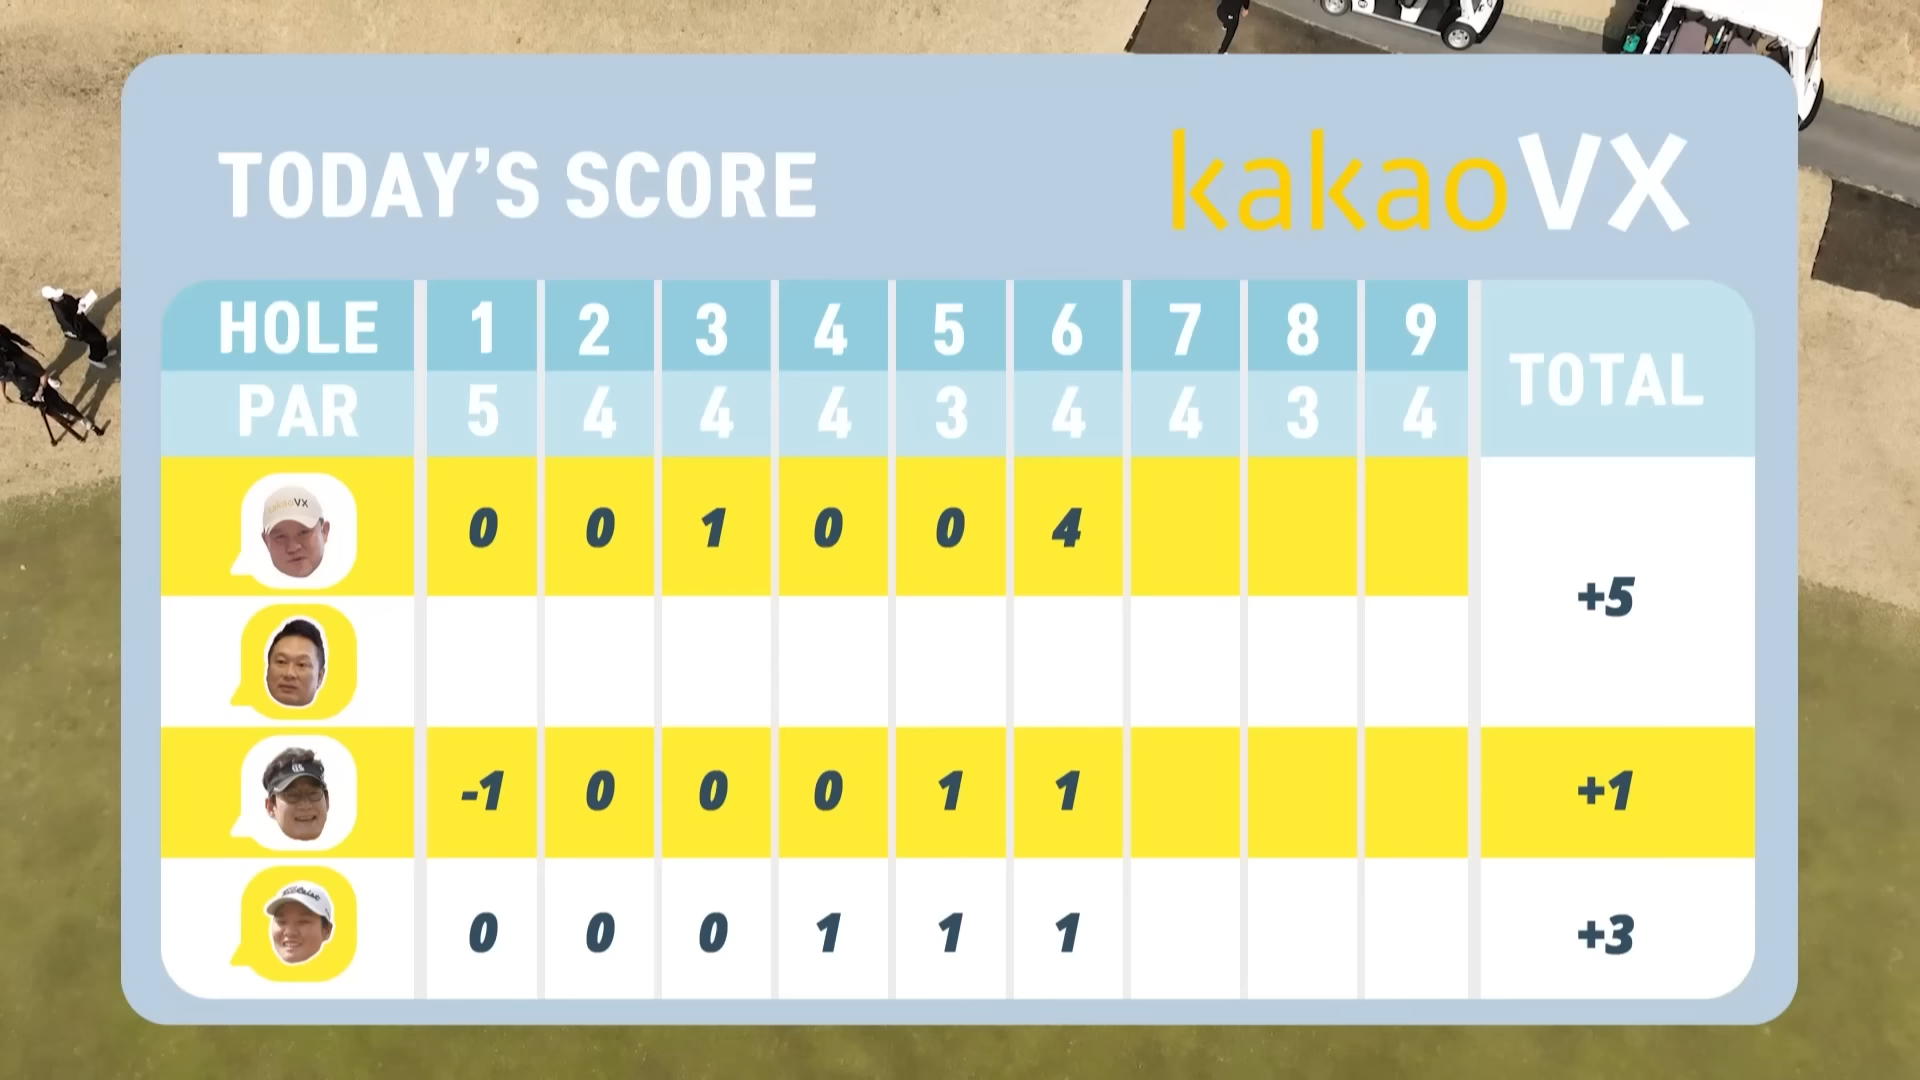 TODAY'S SCORE kakaoVX
HOLE 1 2 3 4 5 6 7 8 9 TOTAL
PAR 5 4 4 4 3 4 4 3 4
kakaoVX
0 0 1 0 0 4 +5
-1 0 0 0 1 1 +1
Titleist
0 0 0 1 1 1 +3